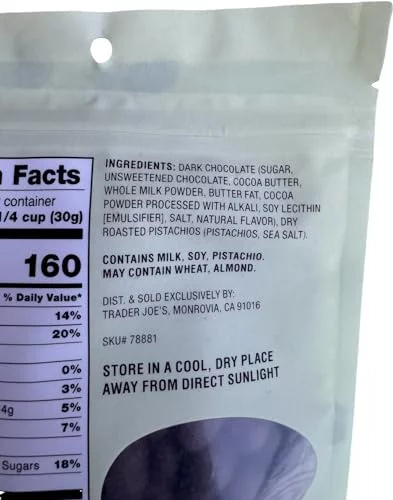 Facts
container
1/4 cup (30g)
160
% Daily Value*
14%
20%
0%
3%
4g 5%
7%
Sugars 18%
INGREDIENTS: DARK CHOCOLATE (SUGAR,
UNSWEETENED CHOCOLATE, COCOA BUTTER,
WHOLE MILK POWDER, BUTTER FAT, COCOA
POWDER PROCESSED WITH ALKALI, SOY LECITHIN
[EMULSIFIER], SALT, NATURAL FLAVOR), DRY
ROASTED PISTACHIOS (PISTACHIOS, SEA SALT).
CONTAINS MILK, SOY, PISTACHIO.
MAY CONTAIN WHEAT, ALMOND.
DIST. & SOLD EXCLUSIVELY BY:
TRADER JOE'S, MONROVIA, CA 91016
SKU# 78881
STORE IN A COOL, DRY PLACE
AWAY FROM DIRECT SUNLIGHT